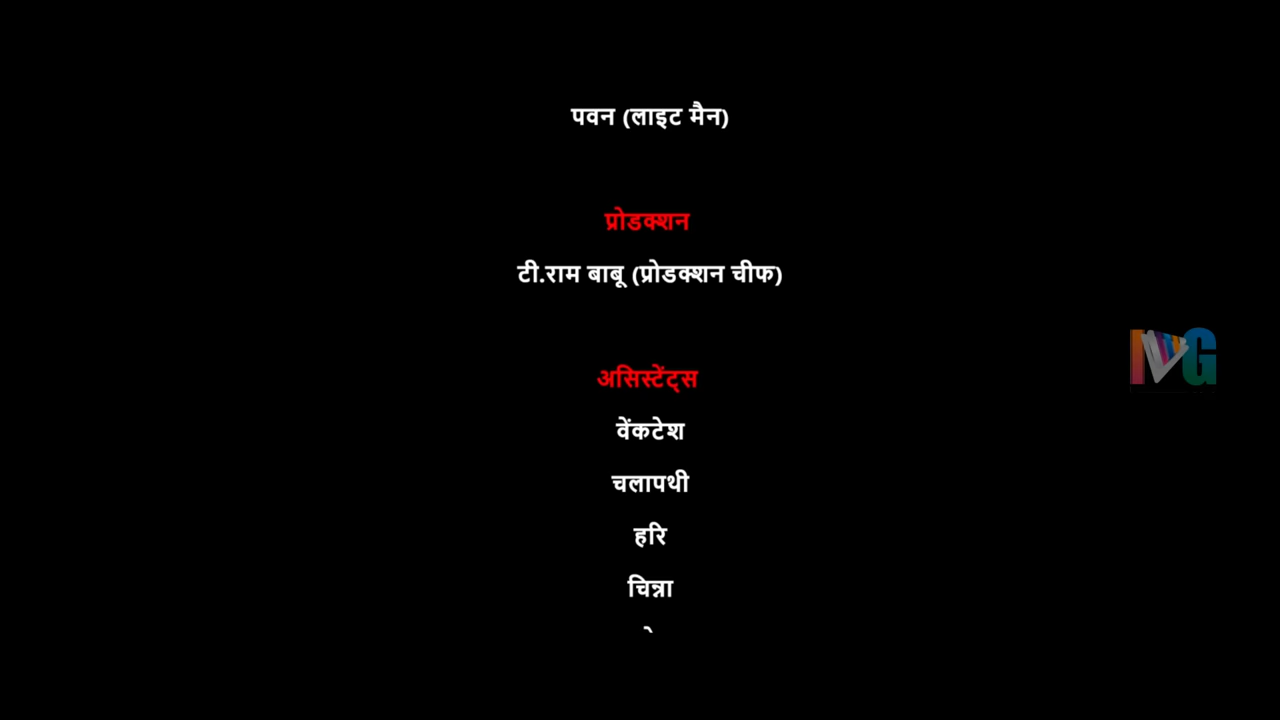 पवन (लाइट मैन)
प्रोडक्शन
टी.राम बाबू (प्रोडक्शन चीफ)
असिस्टेंट्स
वेंकटेश
चलापथी
हरि
चिन्ना